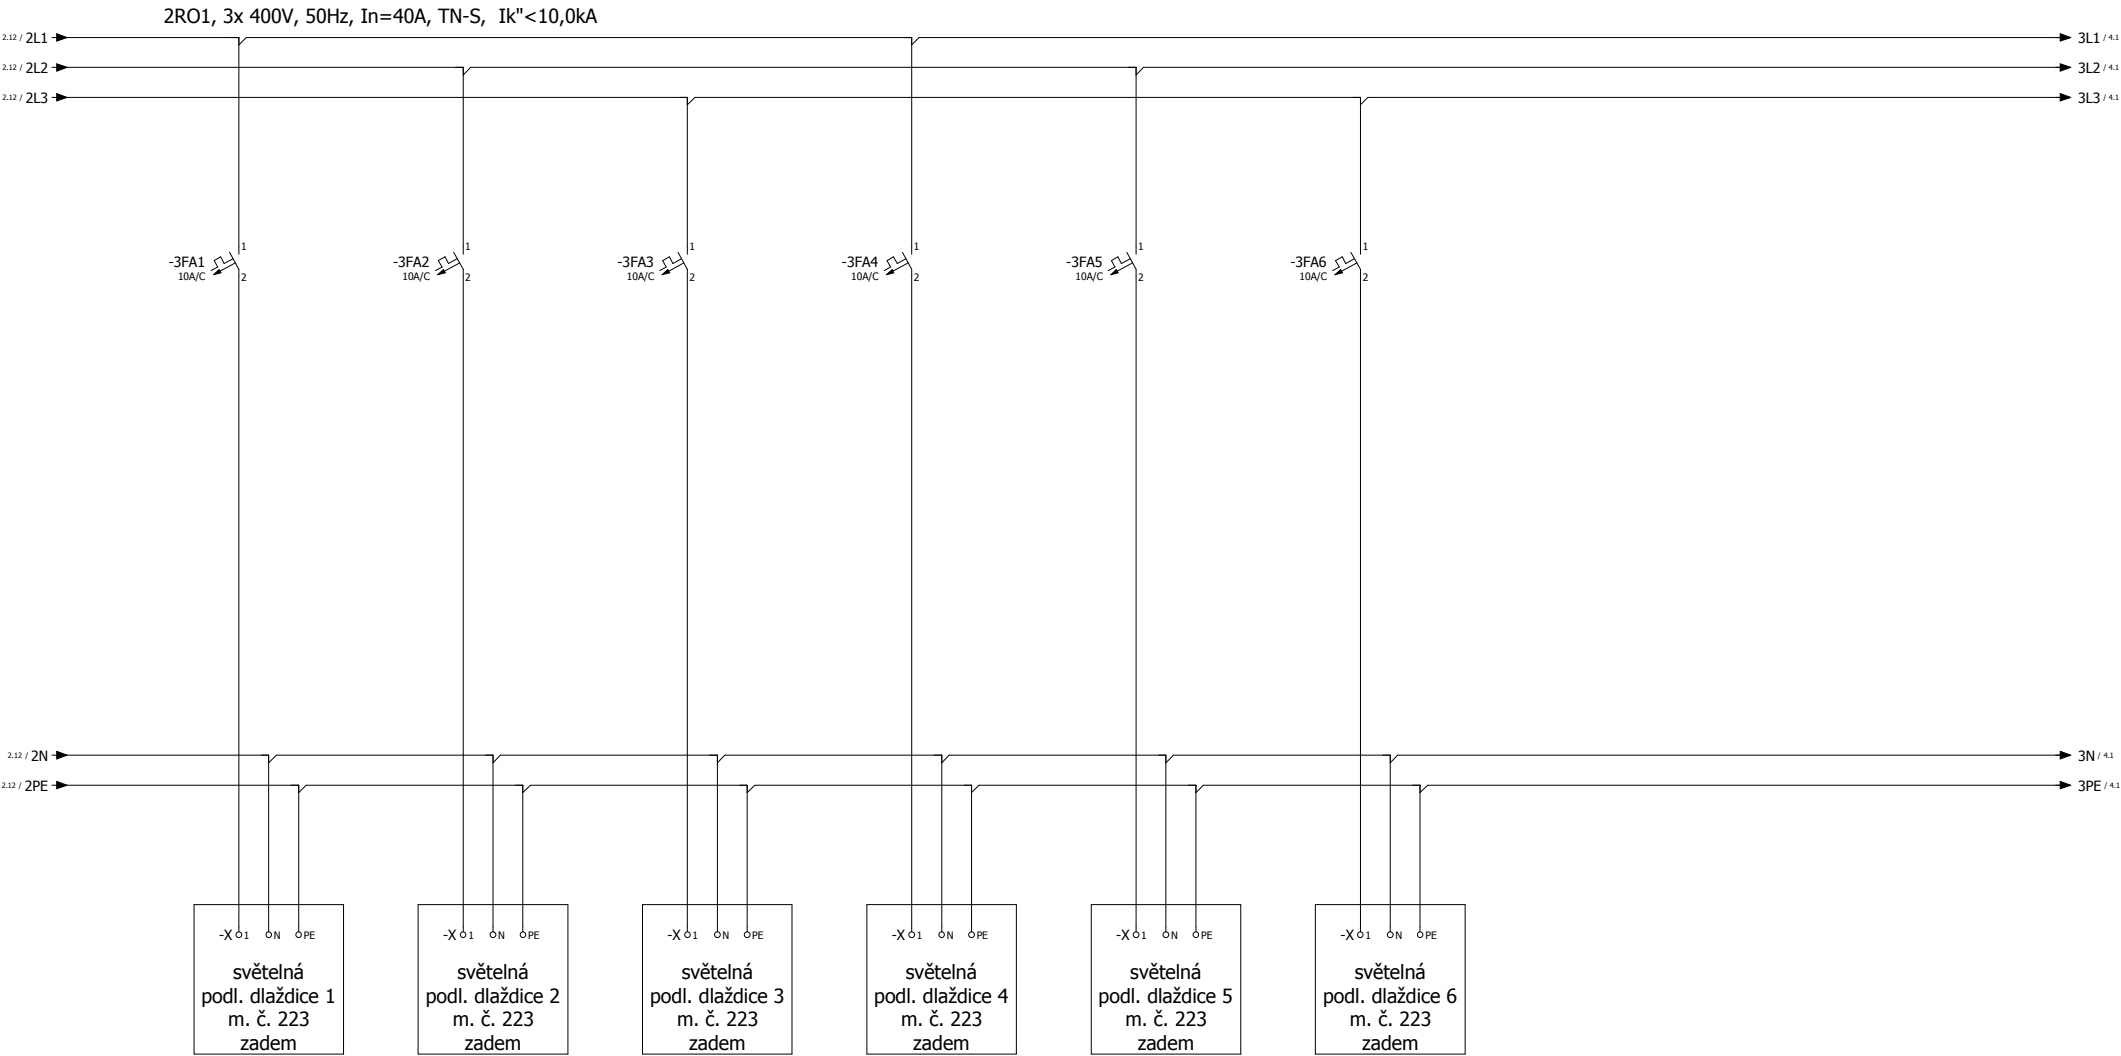 2RO1, 3x 400V, 50Hz, In=40A, TN-S, Ik"<10,0kA
2.12 / 2L1 3L1 / 4.1
2.12 / 2L2 3L2 / 4.1
2.12 / 2L3 3L3 / 4.1
1 1 1 1 1 1
-3FA1 -3FA2 -3FA3 -3FA4 -3FA5 -3FA6
10A/C 2 10A/C 2 10A/C 2 10A/C 2 10A/C 2 10A/C 2
2.12 / 2N 3N / 4.1
2.12 / 2PE 3PE / 4.1
-X 1 N PE
světelná
podl. dlaždice 1
m. č. 223
zadem
-X 1 N PE
světelná
podl. dlaždice 2
m. č. 223
zadem
-X 1 N PE
světelná
podl. dlaždice 3
m. č. 223
zadem
-X 1 N PE
světelná
podl. dlaždice 4
m. č. 223
zadem
-X 1 N PE
světelná
podl. dlaždice 5
m. č. 223
zadem
-X 1 N PE
světelná
podl. dlaždice 6
m. č. 223
zadem